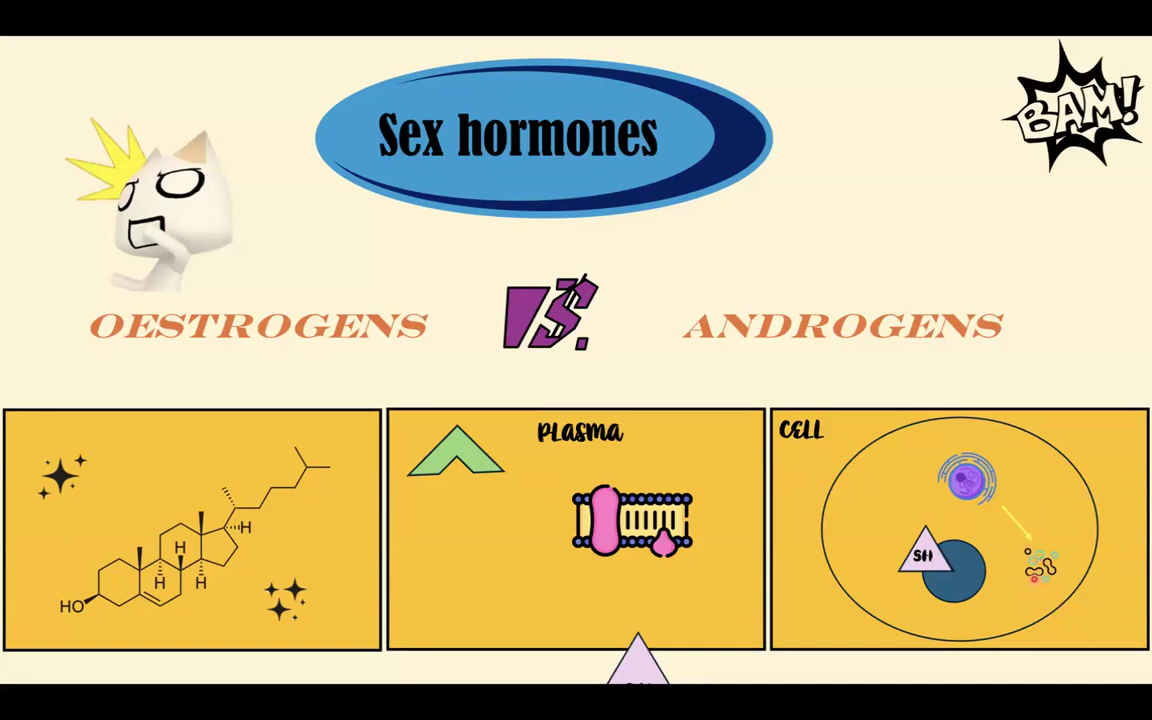 Sex hormones
BAM!
VS.
OESTROGENS
ANDROGENS
PLASMA
CELL
H
H
H
H
HO
SH